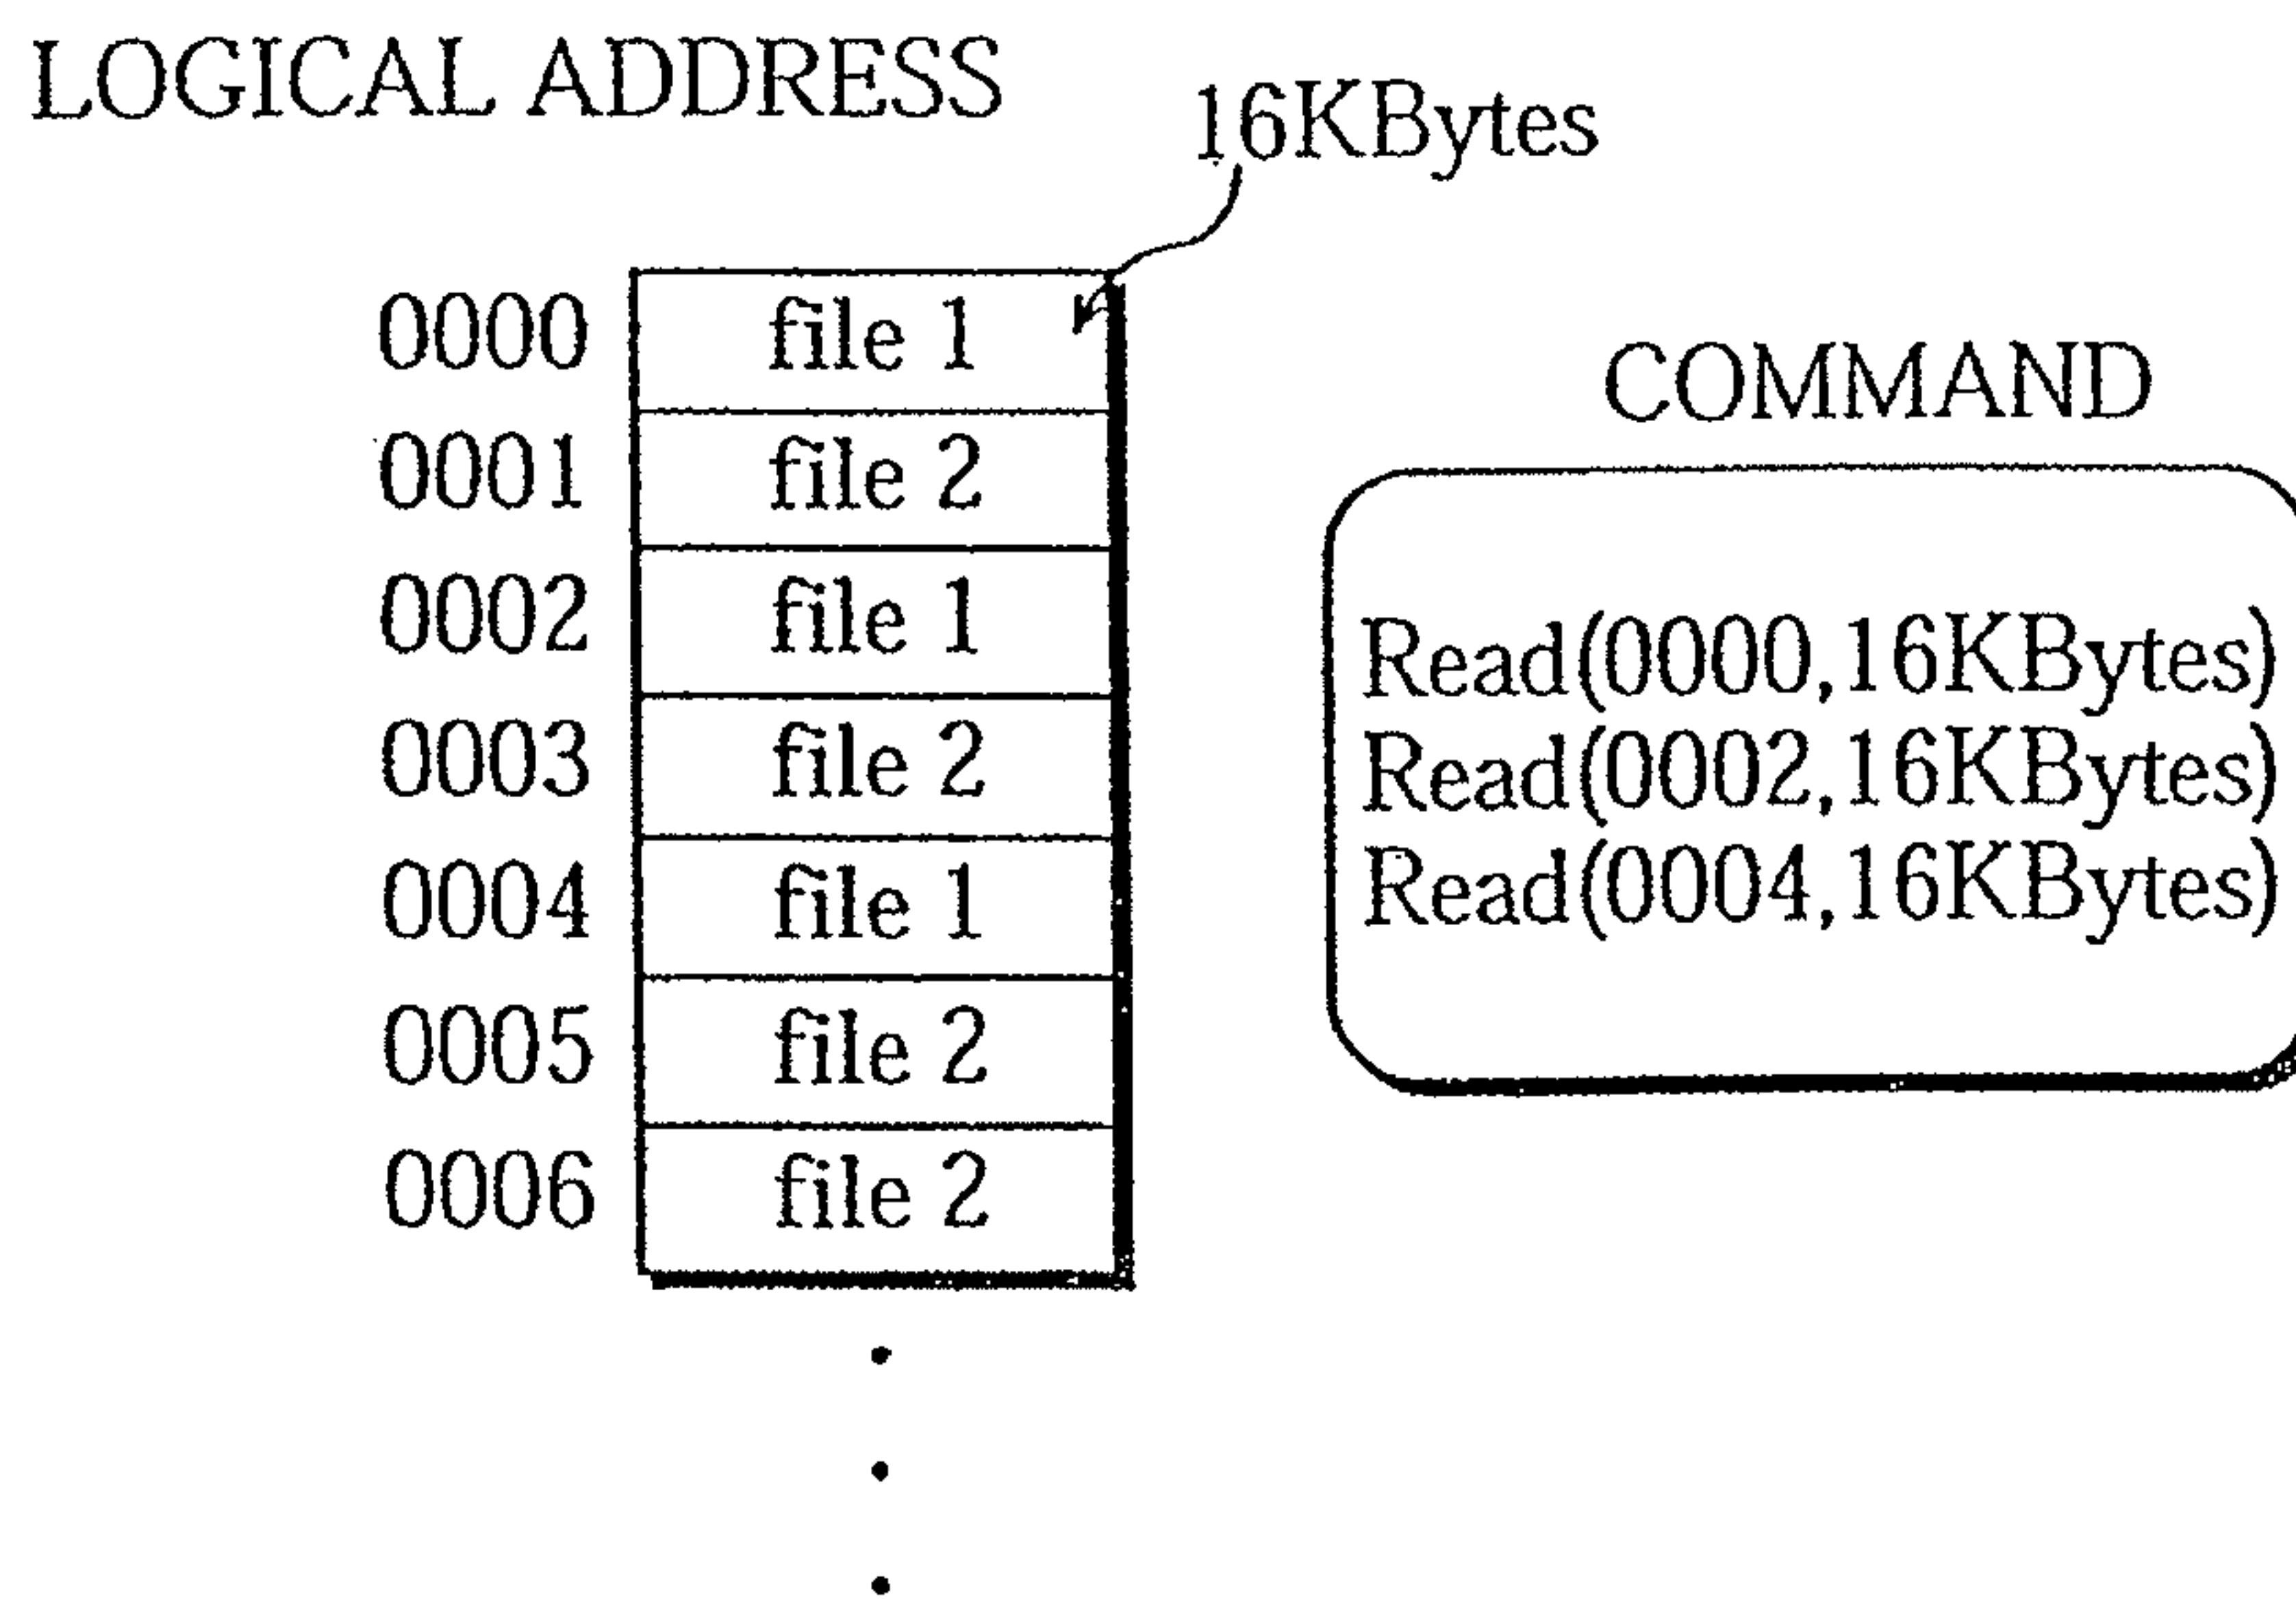 LOGICAL ADDRESS
16KBytes
0000 file 1
0001 file 2
0002 file 1
0003 file 2
0004 file 1
0005 file 2
0006 file 2
COMMAND
Read(0000,16KBytes)
Read(0002,16KBytes)
Read(0004,16KBytes)